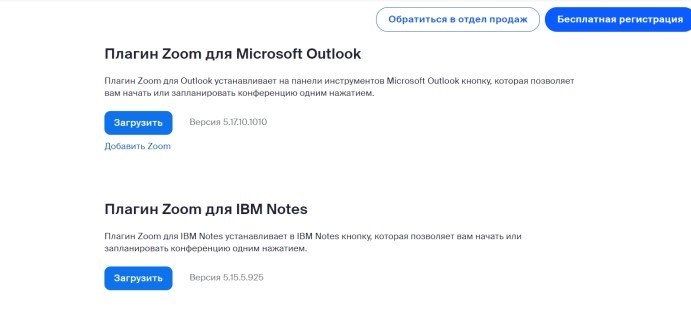 Обратиться в отдел продаж
Бесплатная регистрация
Плагин Zoom для Microsoft Outlook
Плагин Zoom для Outlook устанавливает на панели инструментов Microsoft Outlook кнопку, которая позволяет
вам начать или запланировать конференцию одним нажатием.
Загрузить
Версия 5.17.10.1010
Добавить Zoom
Плагин Zoom для IBM Notes
Плагин Zoom для IBM Notes устанавливает в IBM Notes кнопку, которая позволяет вам начать или
запланировать конференцию одним нажатием.
Загрузить
Версия 5.15.5.925